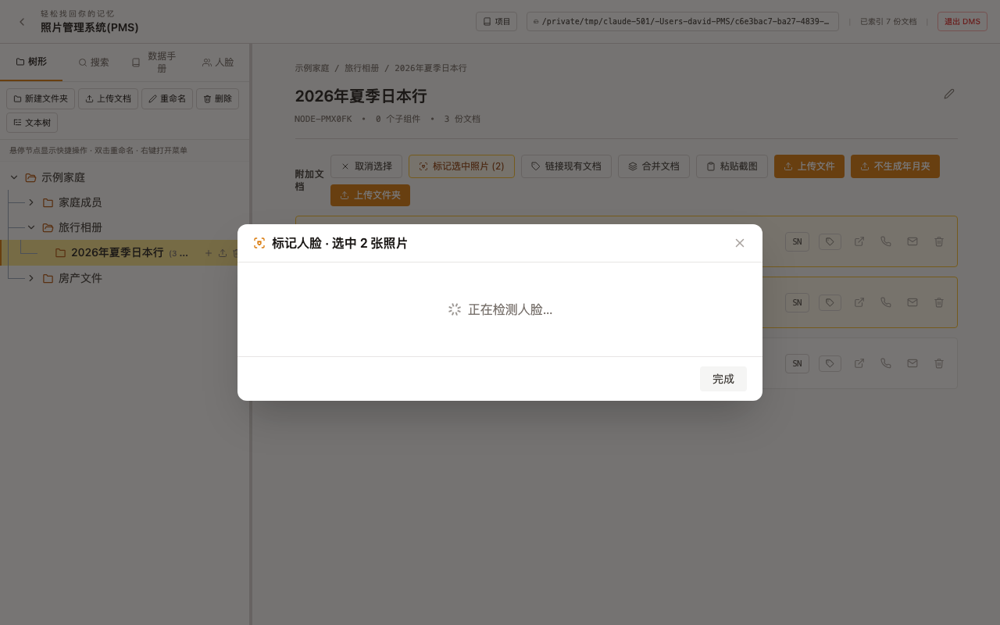 轻松找回你的记忆
照片管理系统(PMS)
项目
/private/tmp/claude-501/-Users-david-PMS/c6e3bac7-ba27-4839-…
已索引 7 份文档
退出 DMS
树形
搜索
数据手册
人脸
新建文件夹
上传文档
重命名
删除
文本树
悬停节点显示快捷操作 · 双击重命名 · 右键打开菜单
示例家庭
家庭成员
旅行相册
2026年夏季日本行 (3 ...
房产文件
示例家庭 / 旅行相册 / 2026年夏季日本行
2026年夏季日本行
NODE-PMX0FK • 0 个子组件 • 3 份文档
附加文档
取消选择
标记选中照片 (2)
链接现有文档
合并文档
粘贴截图
上传文件
不生成年月夹
上传文件夹
SN
SN
SN
标记人脸 · 选中 2 张照片
正在检测人脸...
完成